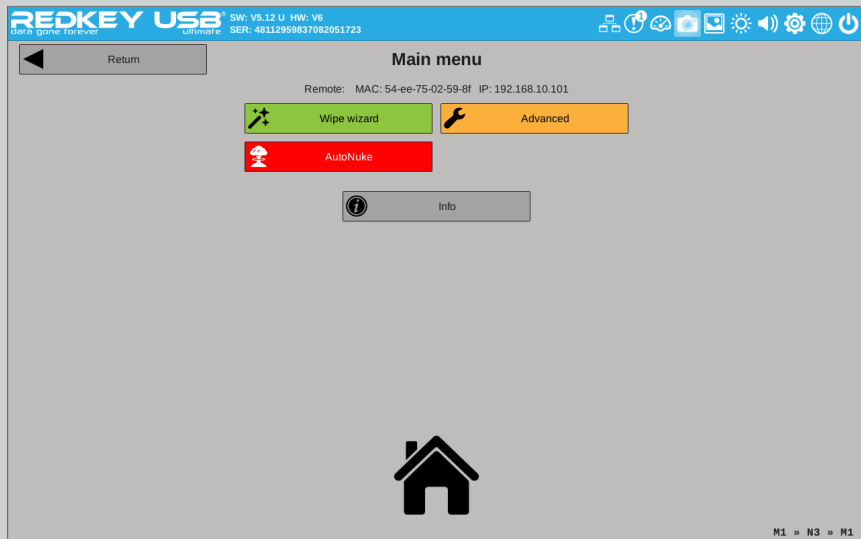 REDKEY USB®
data gone forever ultimate
SW: V5.12 U HW: V6
SER: 48112959837082051723
1
Return
Main menu
Remote: MAC: 54-ee-75-02-59-8f IP: 192.168.10.101
Wipe wizard
Advanced
AutoNuke
Info
M1 » N3 » M1